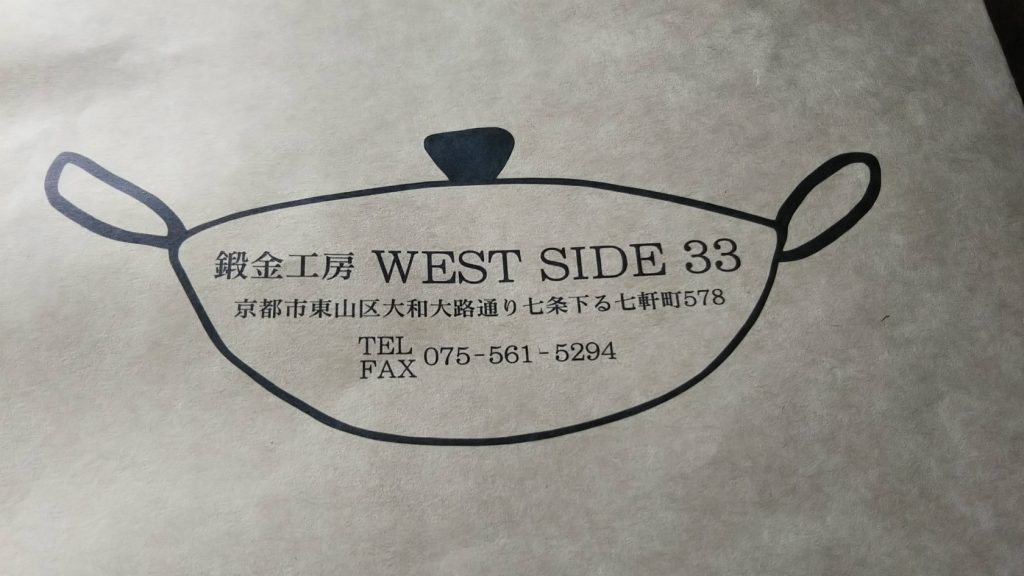 鍛金工房 WEST SIDE 33
京都市東山区大和大路通り七条下る七軒町578
TEL
FAX 075-561-5294